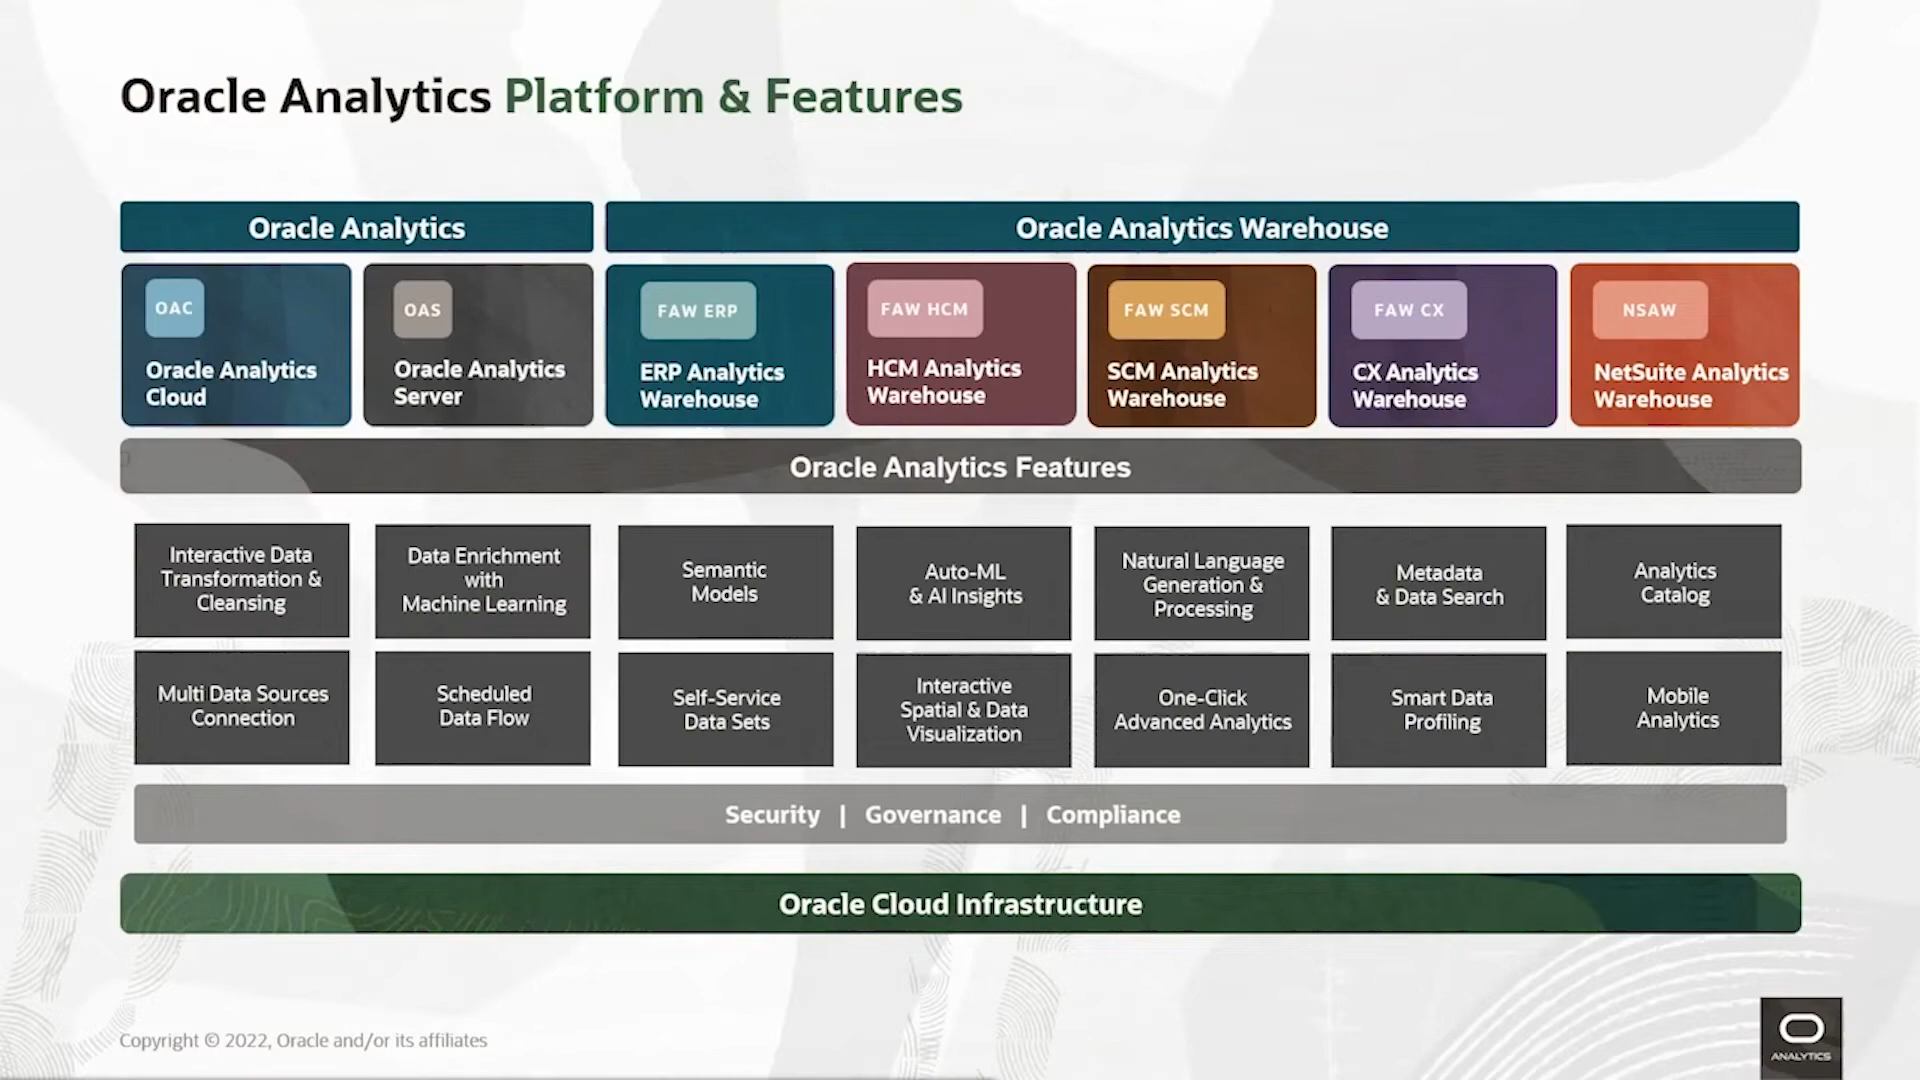 Oracle Analytics Platform & Features
Oracle Analytics
Oracle Analytics Warehouse
OAC
Oracle Analytics
Cloud
OAS
Oracle Analytics
Server
FAW ERP
ERP Analytics
Warehouse
FAW HCM
HCM Analytics
Warehouse
FAW SCM
SCM Analytics
Warehouse
FAW CX
CX Analytics
Warehouse
NSAW
NetSuite Analytics
Warehouse
Oracle Analytics Features
Interactive Data
Transformation &
Cleansing
Data Enrichment
with
Machine Learning
Semantic
Models
Auto-ML
& AI Insights
Natural Language
Generation &
Processing
Metadata
& Data Search
Analytics
Catalog
Multi Data Sources
Connection
Scheduled
Data Flow
Self-Service
Data Sets
Interactive
Spatial & Data
Visualization
One-Click
Advanced Analytics
Smart Data
Profiling
Mobile
Analytics
Security | Governance | Compliance
Oracle Cloud Infrastructure
Copyright © 2022, Oracle and/or its affiliates
ANALYTICS